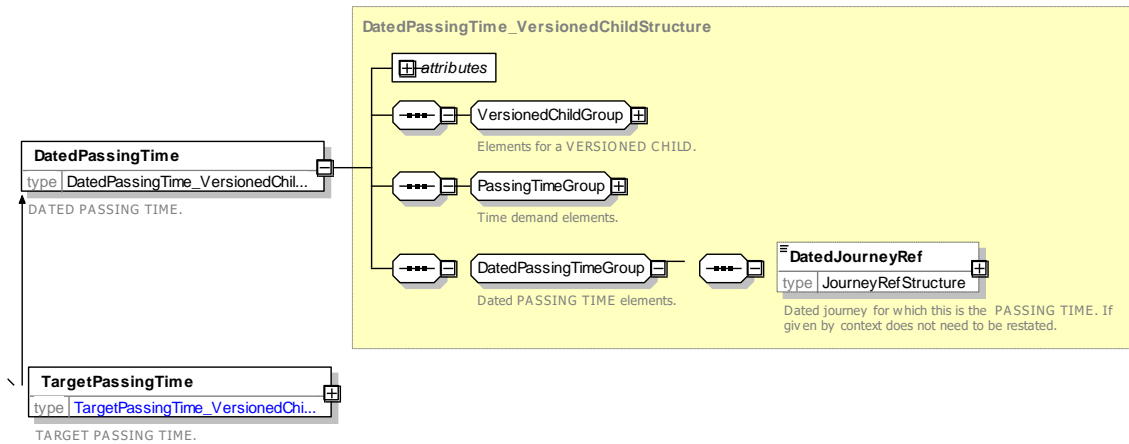 DatedPassingTime_VersionedChildStructure
attributes
VersionedChildGroup
Elements for a VERSIONED CHILD.
DatedPassingTime
type DatedPassingTime_VersionedChil...
DATED PASSING TIME.
PassingTimeGroup
Time demand elements.
DatedPassingTimeGroup
Dated PASSING TIME elements.
DatedJourneyRef
type JourneyRefStructure
Dated journey for which this is the PASSING TIME. If
given by context does not need to be restated.
TargetPassingTime
type TargetPassingTime_VersionedChi...
TARGET PASSING TIME.